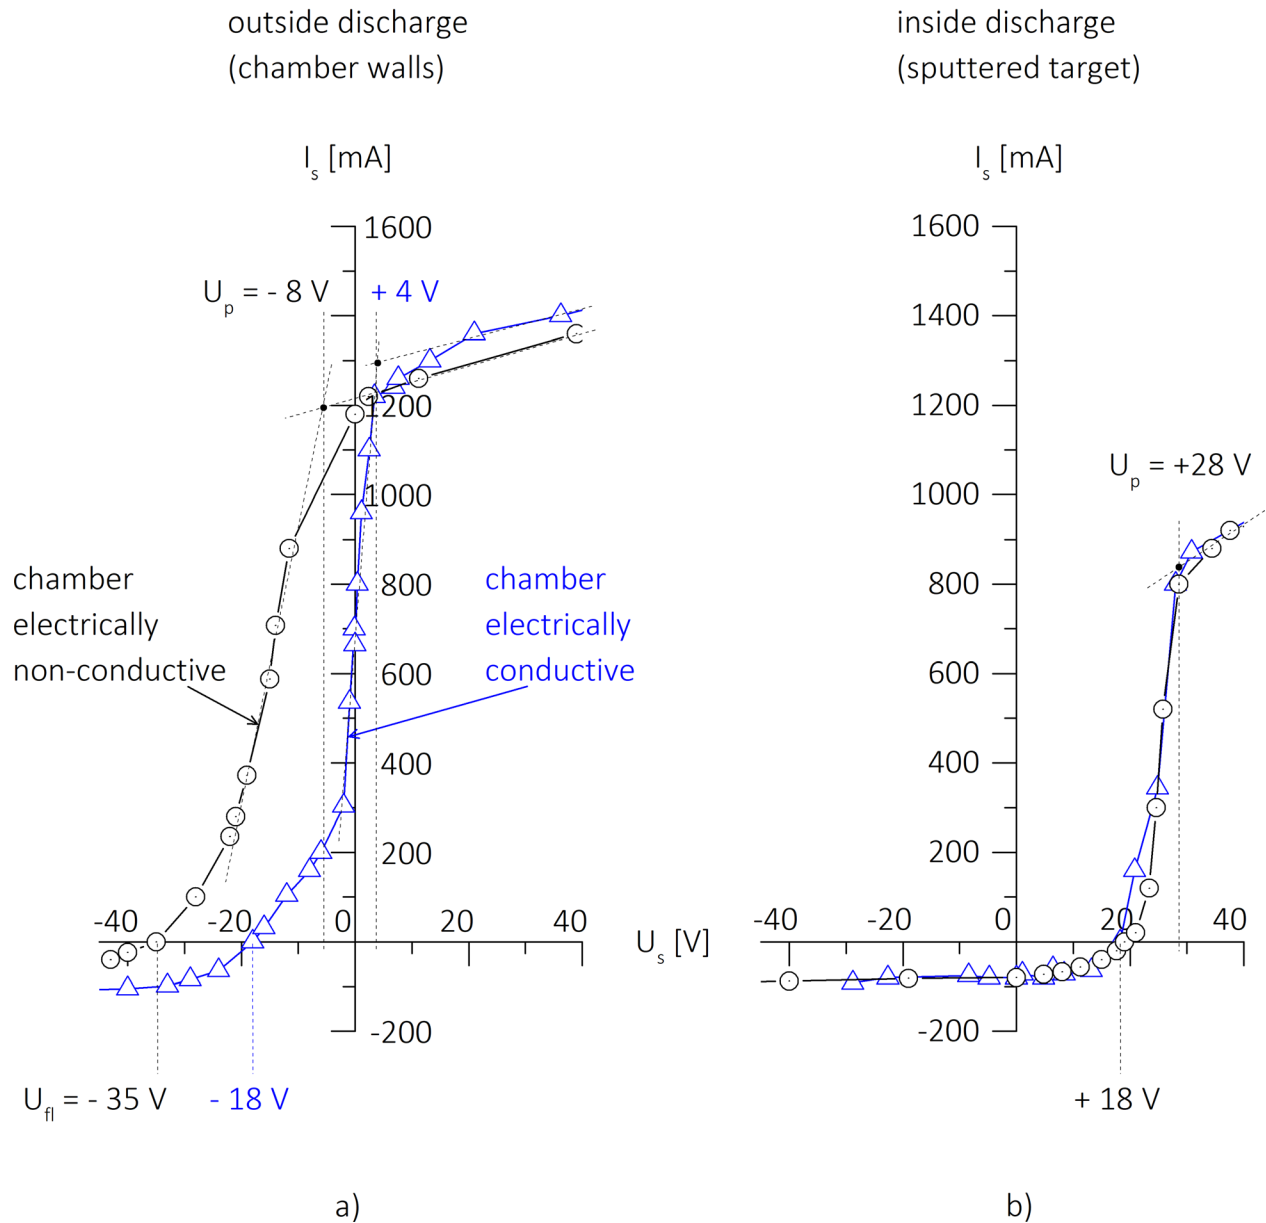 outside discharge
(chamber walls)
inside discharge
(sputtered target)
I_s [mA]
I_s [mA]
1600
1400
1200
1000
800
600
400
200
-200
U_p = - 8 V
+ 4 V
chamber
electrically
non-conductive
chamber
electrically
conductive
-40
-20
0
20
40
U_s [V]
U_fl = - 35 V
- 18 V
a)
1600
1400
1200
1000
800
600
400
200
-200
U_p = +28 V
-40
-20
0
20
40
+ 18 V
b)